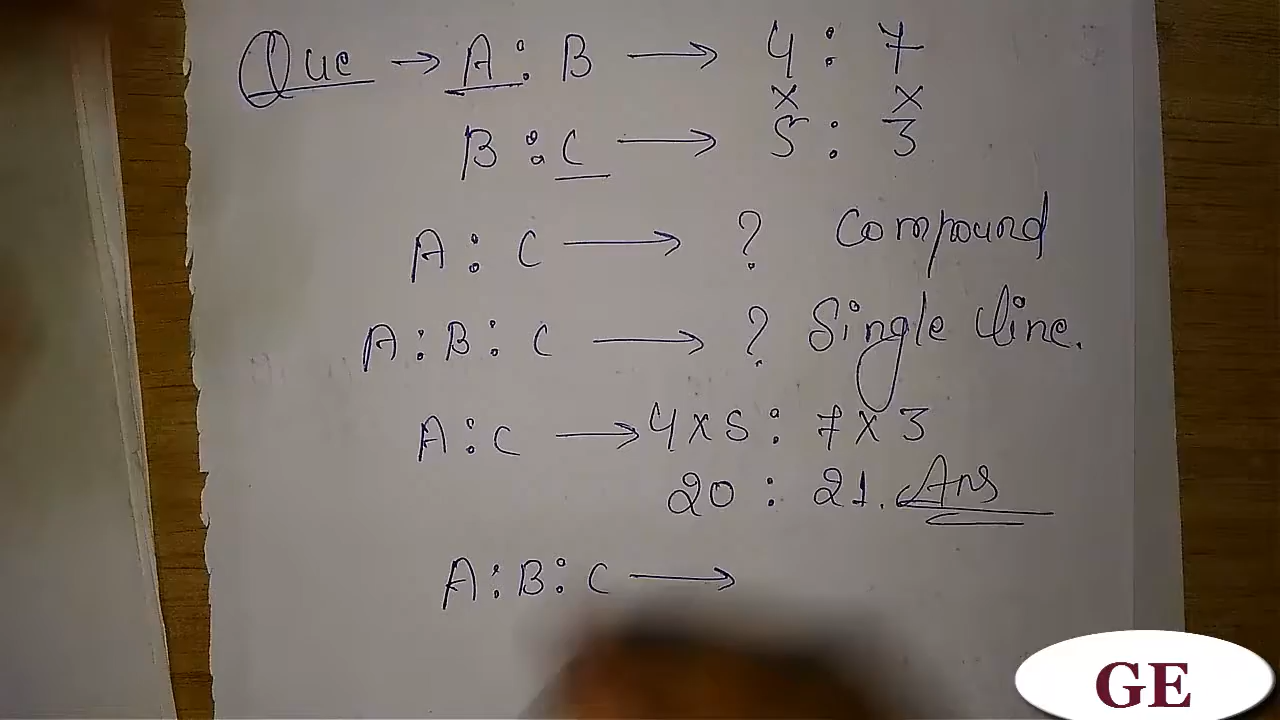 Que → A : B → 4 : 7
x x
B : C → 5 : 3
A : C → ? Compound
A : B : C → ? Single line.
A : C → 4 x 5 : 7 x 3
20 : 21. Ans
A : B : C →
GE